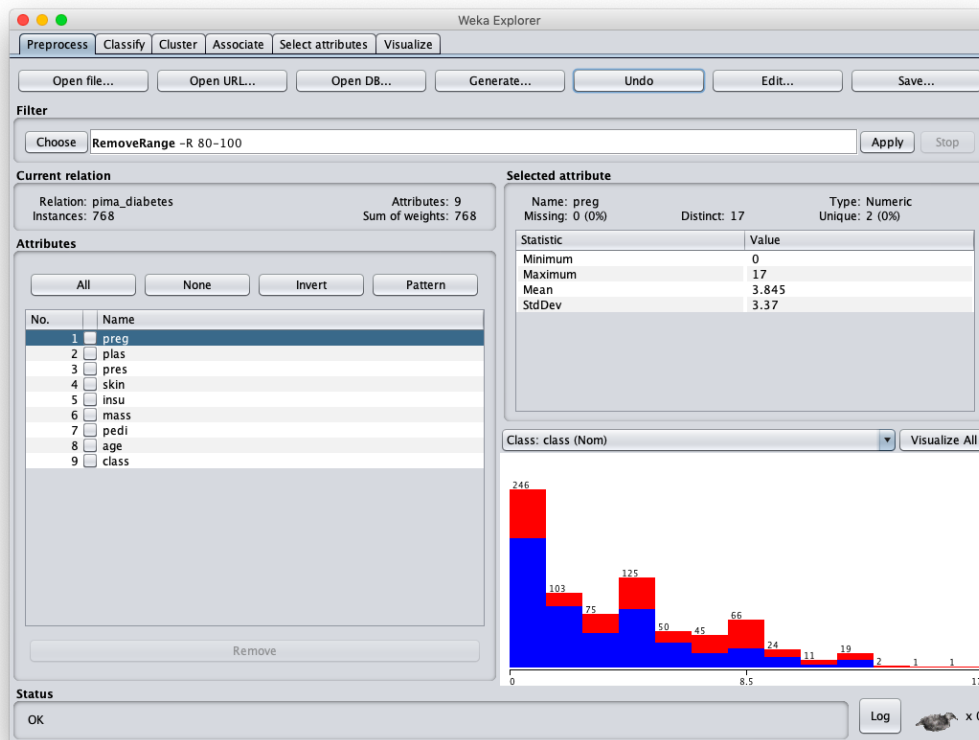 Weka Explorer
Preprocess Classify Cluster Associate Select attributes Visualize
Open file... Open URL... Open DB... Generate... Undo Edit... Save...
Filter
Choose RemoveRange -R 80-100 Apply Stop
Current relation
Relation: pima_diabetes Attributes: 9
Instances: 768 Sum of weights: 768
Attributes
All None Invert Pattern
No. Name
1 preg
2 plas
3 pres
4 skin
5 insu
6 mass
7 pedi
8 age
9 class
Remove
Selected attribute
Name: preg Type: Numeric
Missing: 0 (0%) Distinct: 17 Unique: 2 (0%)
Statistic Value
Minimum 0
Maximum 17
Mean 3.845
StdDev 3.37
Class: class (Nom) Visualize All
246
103
75
125
50
45
66
24
11
19
2
1
1
0 8.5 17
Status
OK
Log x 0